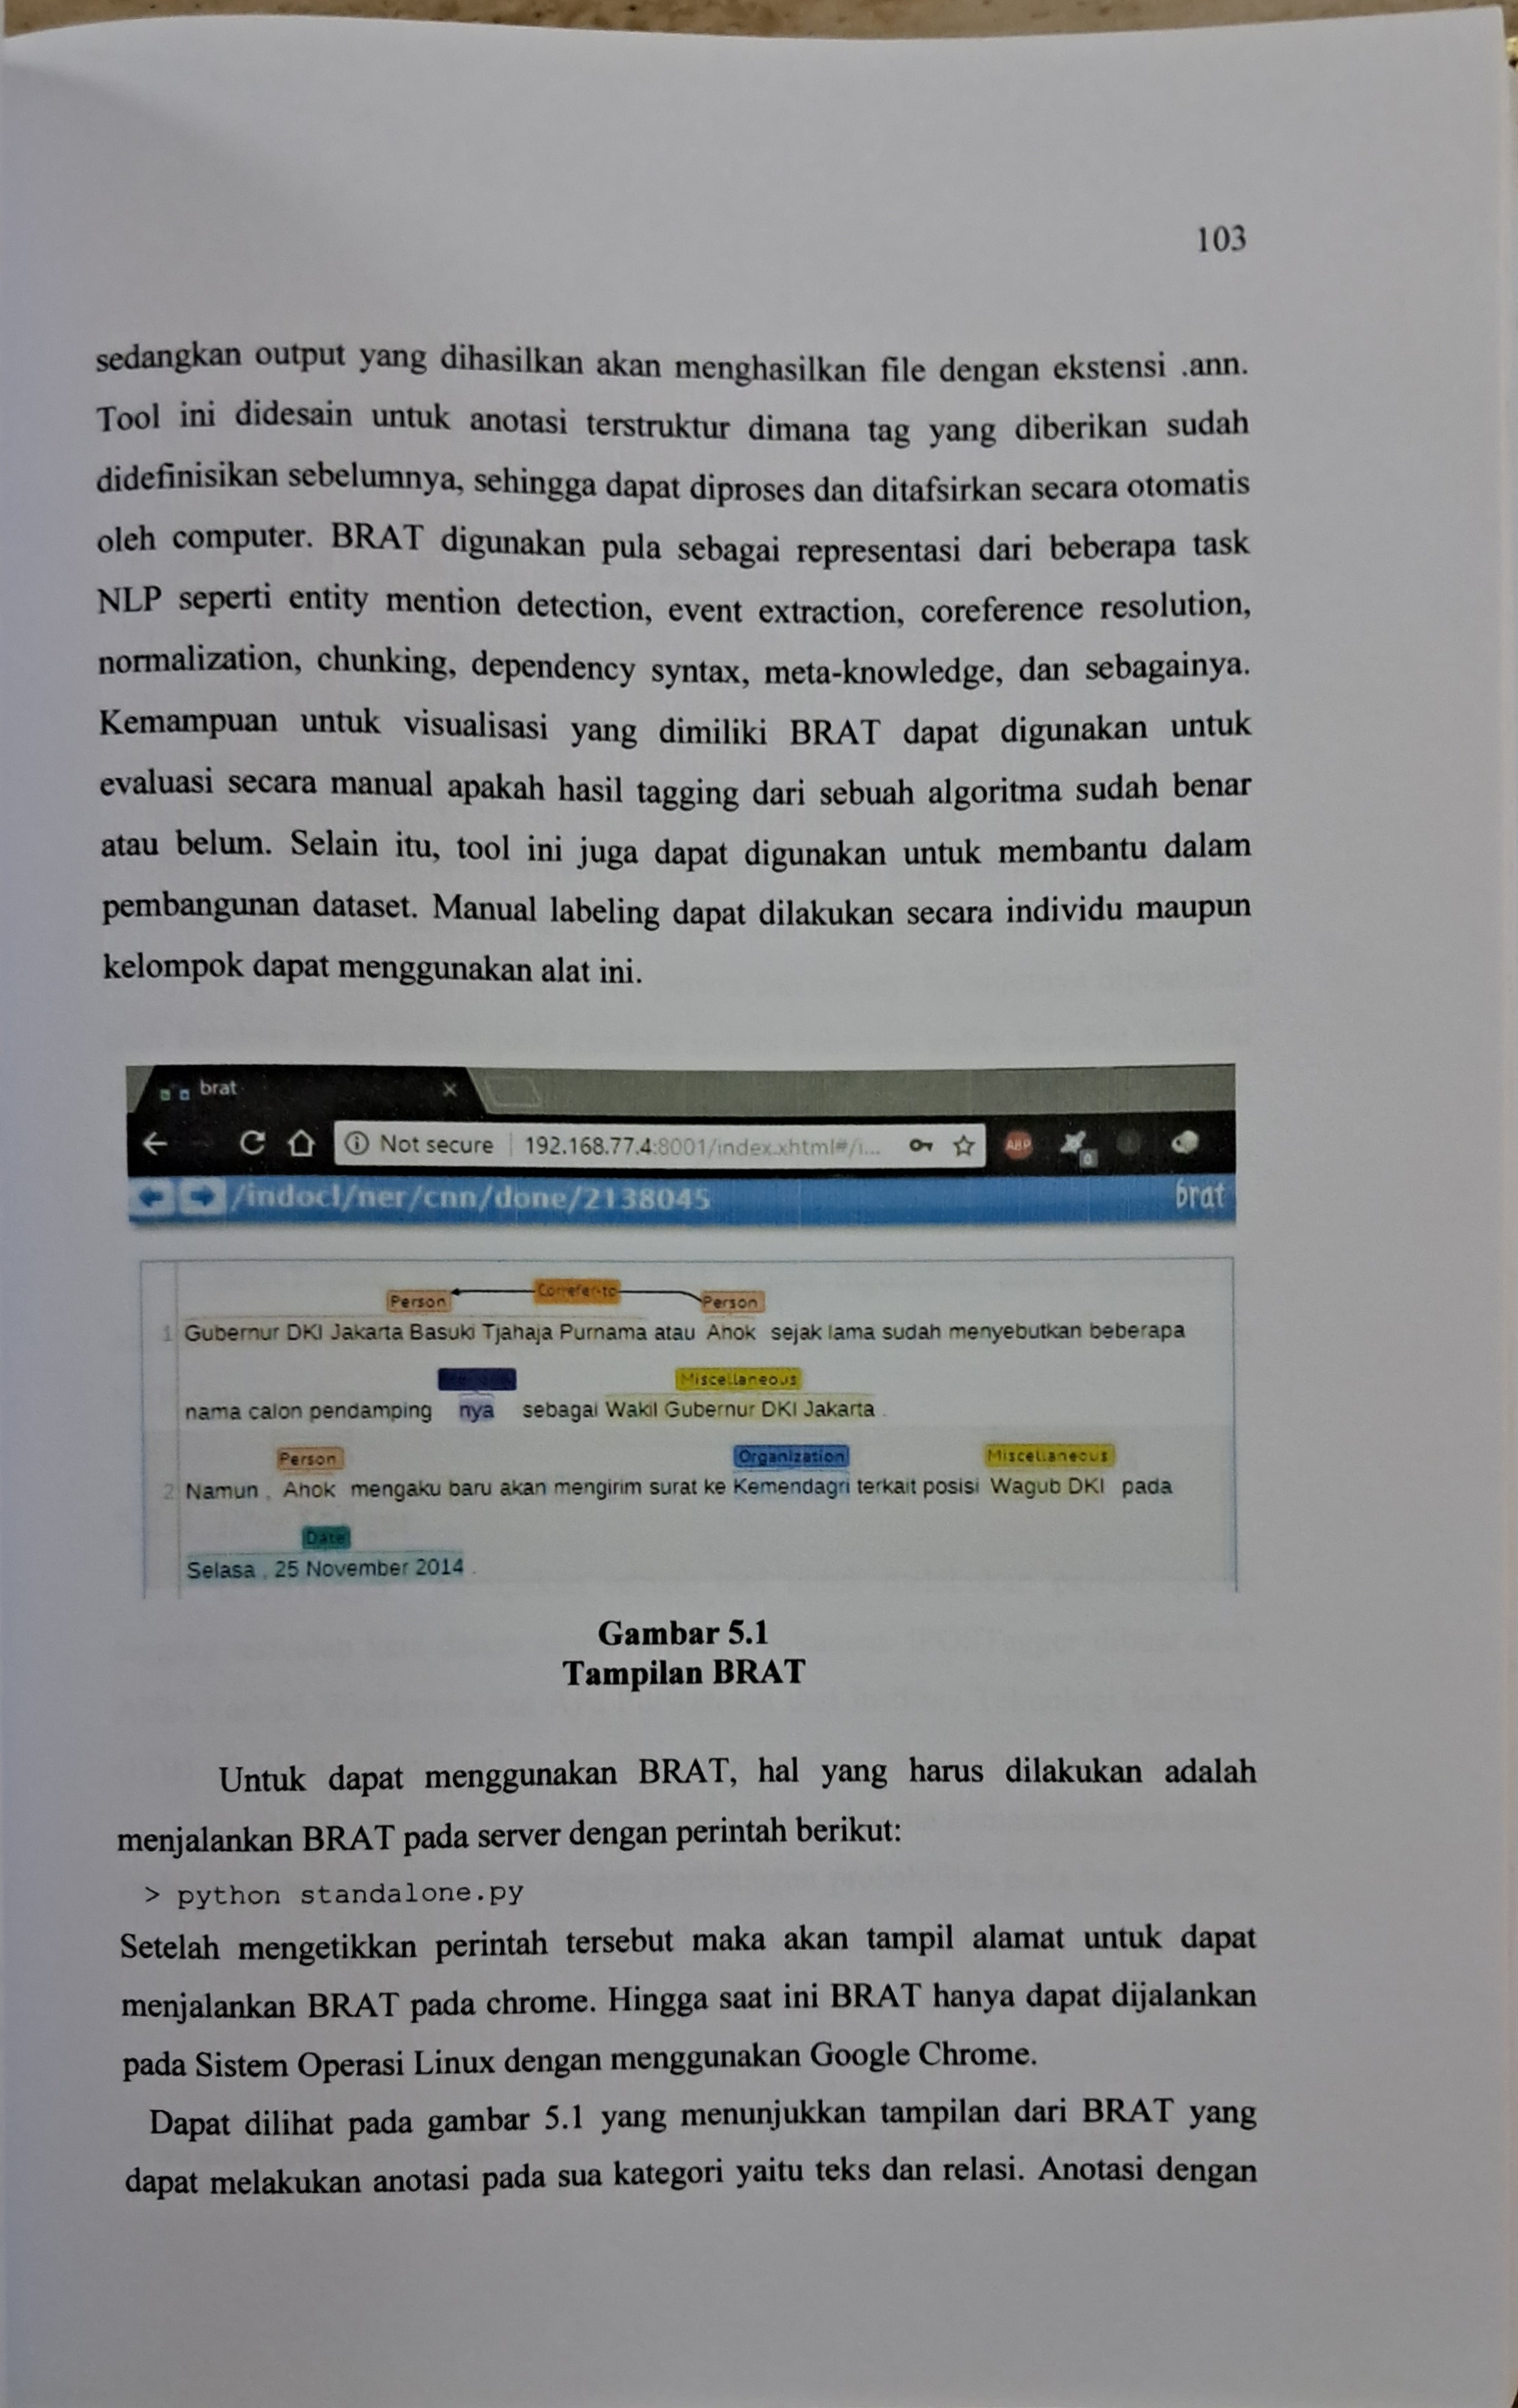 103
sedangkan output yang dihasilkan akan menghasilkan file dengan ekstensi .ann.
Tool ini didesain untuk anotasi terstruktur dimana tag yang diberikan sudah
didefinisikan sebelumnya, sehingga dapat diproses dan ditafsirkan secara otomatis
oleh computer. BRAT digunakan pula sebagai representasi dari beberapa task
NLP seperti entity mention detection, event extraction, coreference resolution,
normalization, chunking, dependency syntax, meta-knowledge, dan sebagainya.
Kemampuan untuk visualisasi yang dimiliki BRAT dapat digunakan untuk
evaluasi secara manual apakah hasil tagging dari sebuah algoritma sudah benar
atau belum. Selain itu, tool ini juga dapat digunakan untuk membantu dalam
pembangunan dataset. Manual labeling dapat dilakukan secara individu maupun
kelompok dapat menggunakan alat ini.
brat
Not secure 192.168.77.4:8001/index.xhtml#/i... ABP 0
/indocl/ner/cnn/done/2138045 brat
Person Correfer-to Person
1 Gubernur DKI Jakarta Basuki Tjahaja Purnama atau Ahok sejak lama sudah menyebutkan beberapa
Miscellaneous
nama calon pendamping nya sebagai Wakil Gubernur DKI Jakarta .
Person Organization Miscellaneous
2 Namun , Ahok mengaku baru akan mengirim surat ke Kemendagri terkait posisi Wagub DKI pada
Date
Selasa , 25 November 2014 .
Gambar 5.1
Tampilan BRAT
Untuk dapat menggunakan BRAT, hal yang harus dilakukan adalah
menjalankan BRAT pada server dengan perintah berikut:
> python standalone.py
Setelah mengetikkan perintah tersebut maka akan tampil alamat untuk dapat
menjalankan BRAT pada chrome. Hingga saat ini BRAT hanya dapat dijalankan
pada Sistem Operasi Linux dengan menggunakan Google Chrome.
Dapat dilihat pada gambar 5.1 yang menunjukkan tampilan dari BRAT yang
dapat melakukan anotasi pada sua kategori yaitu teks dan relasi. Anotasi dengan